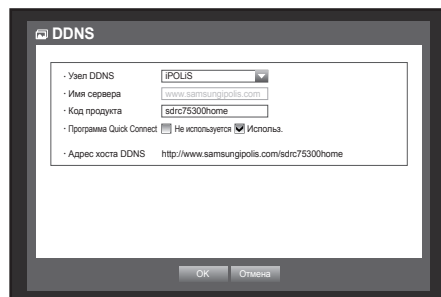 DDNS
· Узел DDNS iPOLiS
· Имя сервера www.samsungipolis.com
· Код продукта sdrc75300home
· Программа Quick Connect Не используется Использ.
· Адрес хоста DDNS http://www.samsungipolis.com/sdrc75300home
OK Отмена